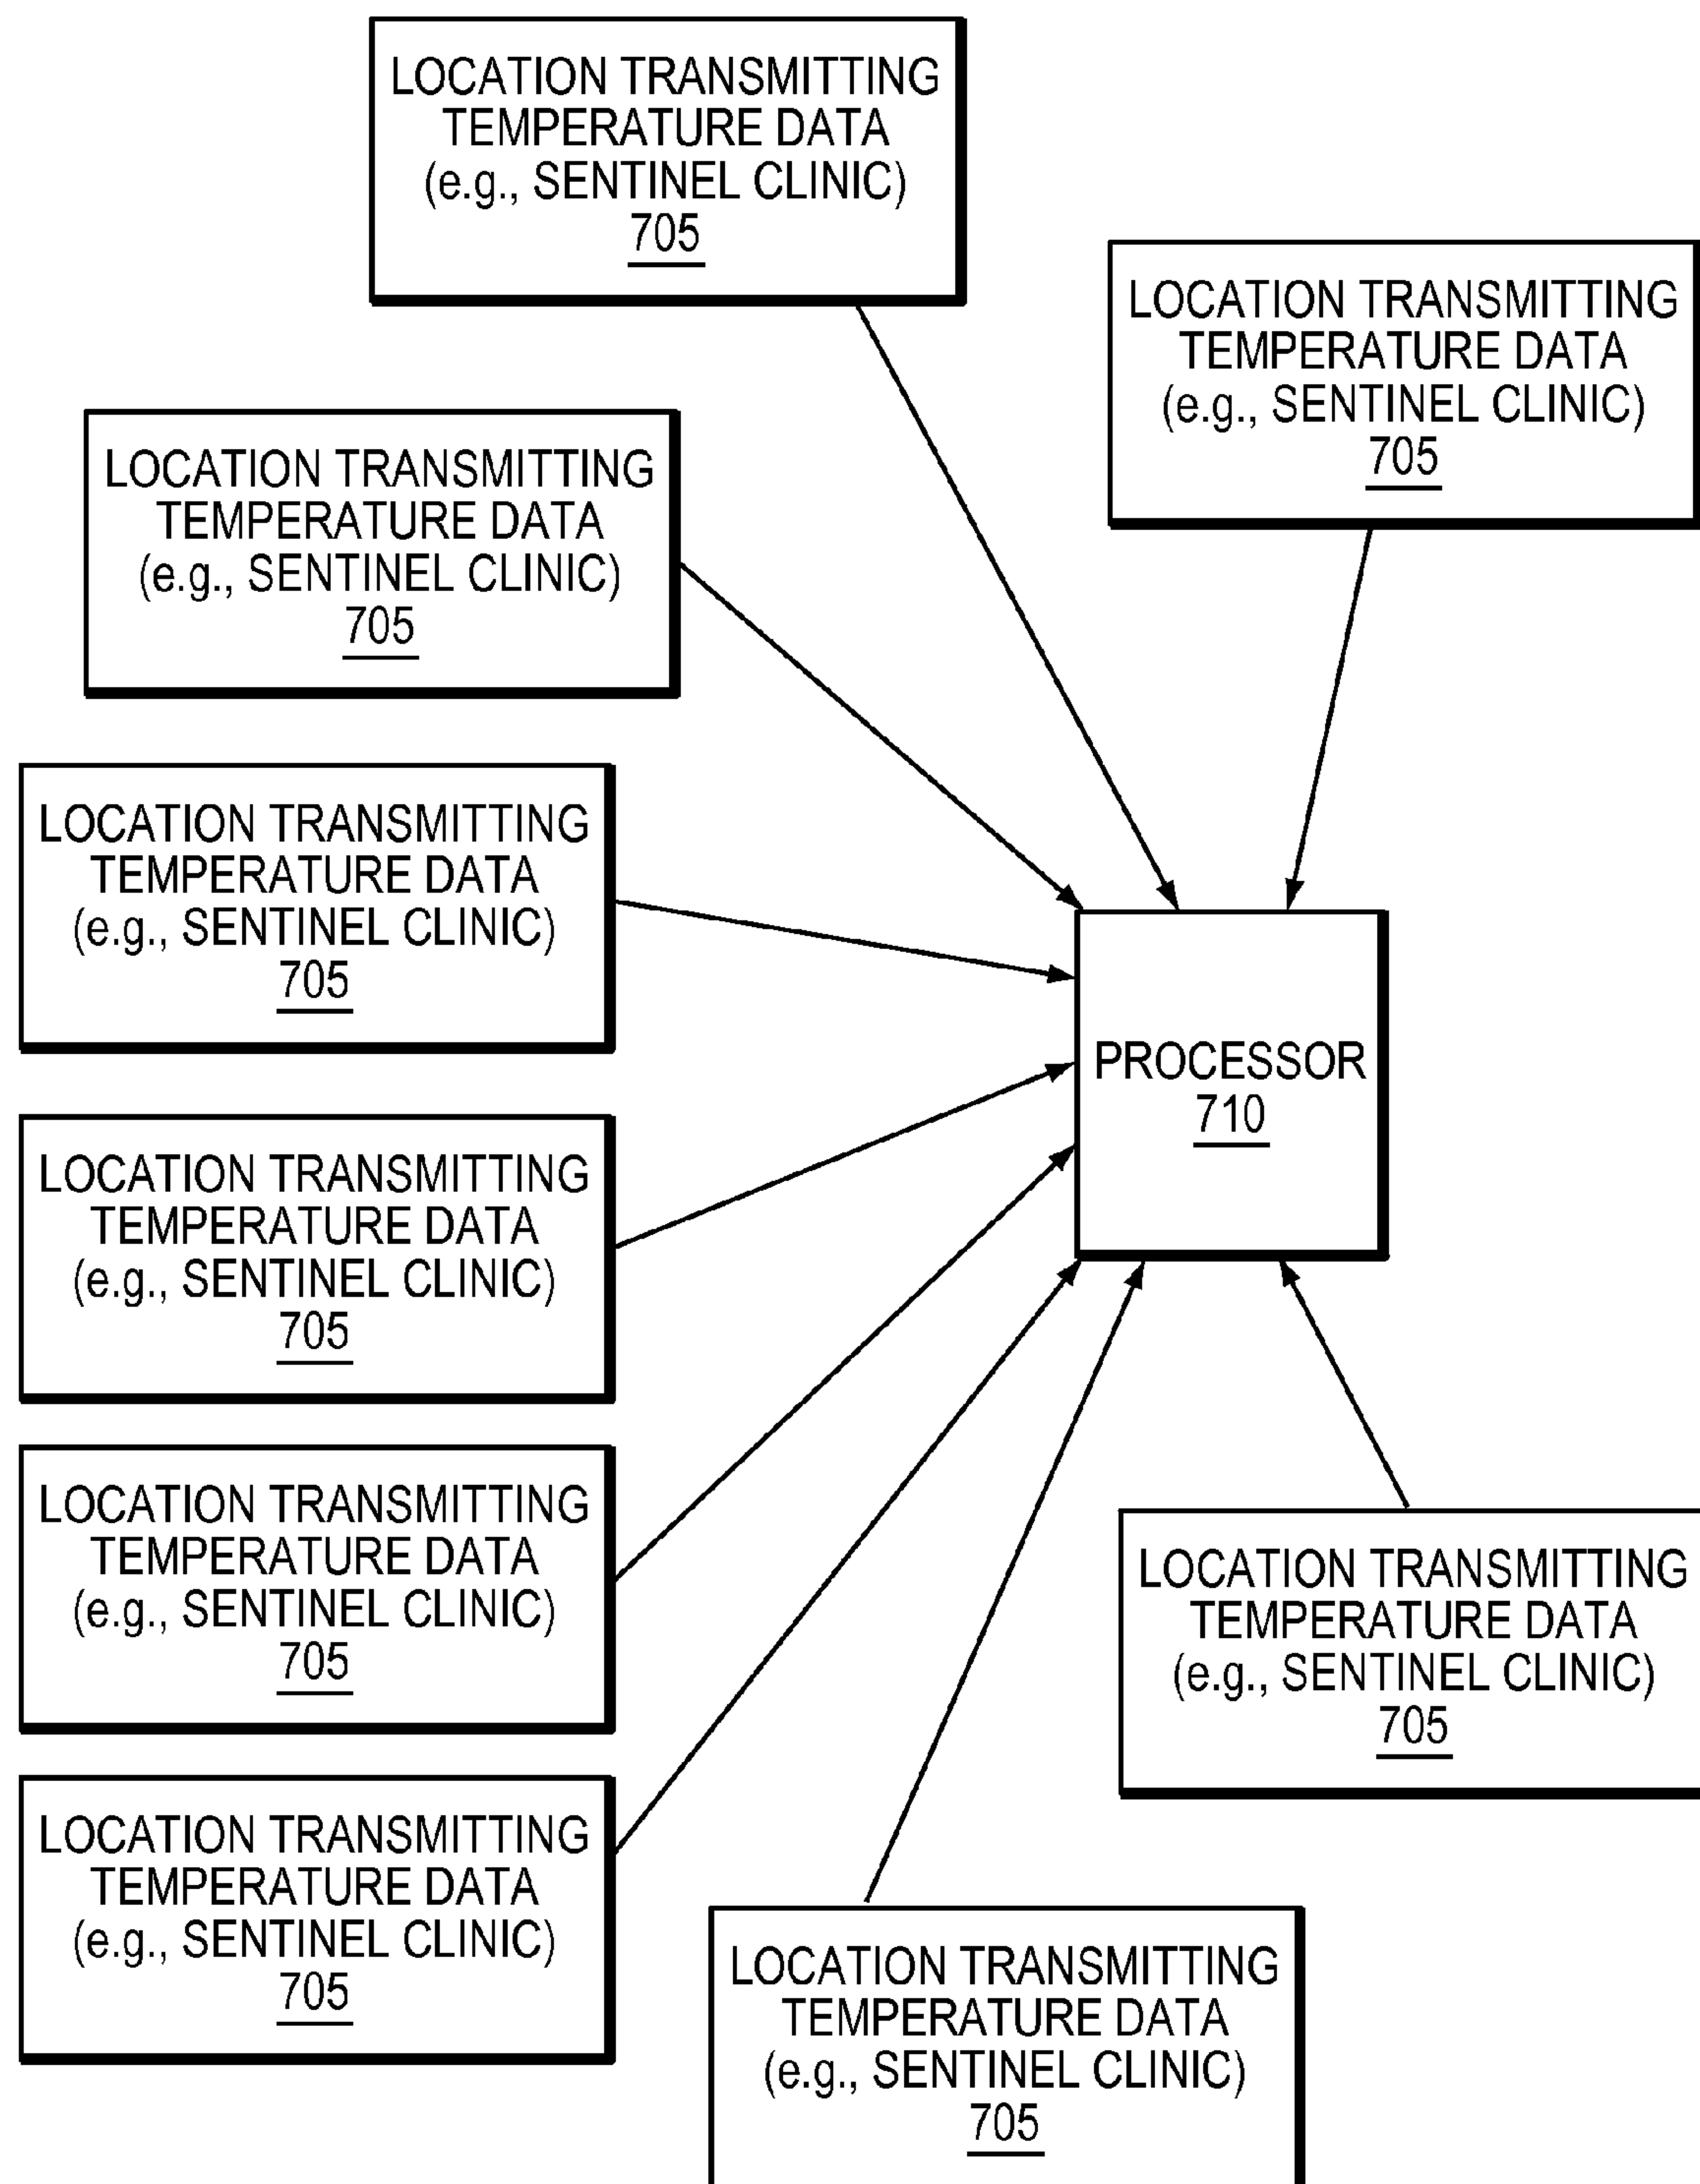 LOCATION TRANSMITTING
TEMPERATURE DATA
(e.g., SENTINEL CLINIC)
705
LOCATION TRANSMITTING
TEMPERATURE DATA
(e.g., SENTINEL CLINIC)
705
LOCATION TRANSMITTING
TEMPERATURE DATA
(e.g., SENTINEL CLINIC)
705
LOCATION TRANSMITTING
TEMPERATURE DATA
(e.g., SENTINEL CLINIC)
705
PROCESSOR
710
LOCATION TRANSMITTING
TEMPERATURE DATA
(e.g., SENTINEL CLINIC)
705
LOCATION TRANSMITTING
TEMPERATURE DATA
(e.g., SENTINEL CLINIC)
705
LOCATION TRANSMITTING
TEMPERATURE DATA
(e.g., SENTINEL CLINIC)
705
LOCATION TRANSMITTING
TEMPERATURE DATA
(e.g., SENTINEL CLINIC)
705
LOCATION TRANSMITTING
TEMPERATURE DATA
(e.g., SENTINEL CLINIC)
705